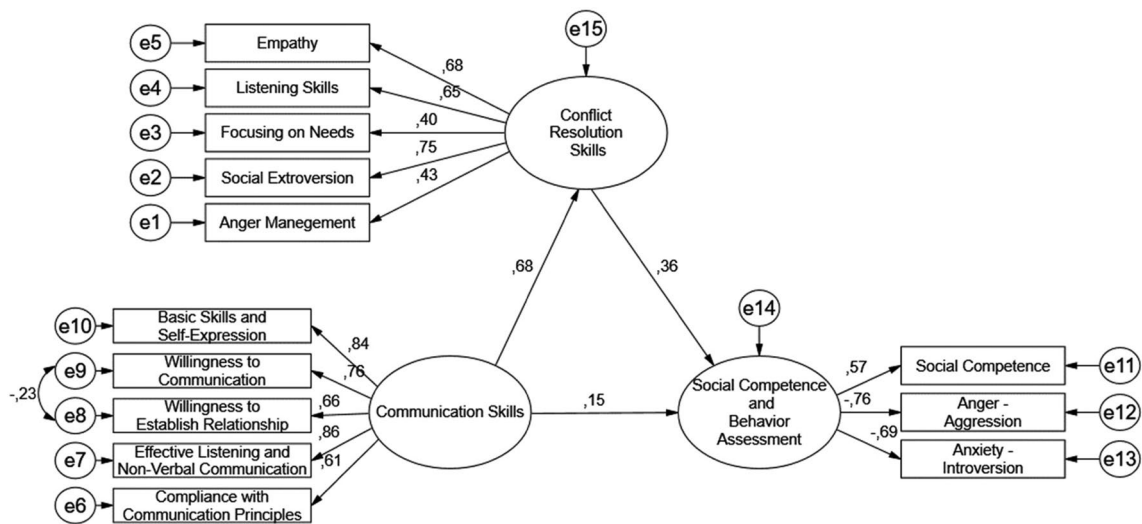 e5
Empathy
,68
e4
Listening Skills
,65
e3
Focusing on Needs
,40
e2
Social Extroversion
,75
e1
Anger Manegement
,43
e15
Conflict
Resolution
Skills
,68
,36
e10
Basic Skills and
Self-Expression
,84
e9
Willingness to
Communication
,76
-,23
e8
Willingness to
Establish Relationship
,66
e7
Effective Listening and
Non-Verbal Communication
,86
e6
Compliance with
Communication Principles
,61
Communication Skills
,15
e14
Social Competence
and
Behavior
Assessment
,57
Social Competence
e11
-,76
Anger -
Aggression
e12
-,69
Anxiety -
Introversion
e13